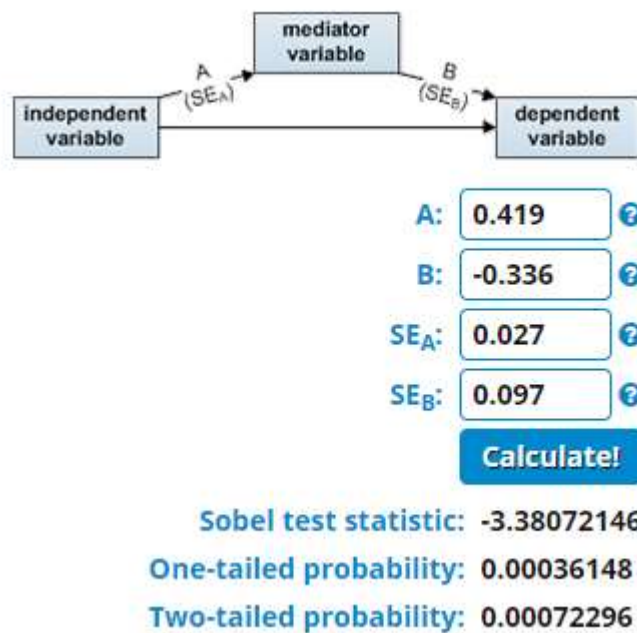 mediator
variable
A
(SEA)
B
(SEB)
independent
variable
dependent
variable
A: 0.419 ?
B: -0.336 ?
SEA: 0.027 ?
SEB: 0.097 ?
Calculate!
Sobel test statistic: -3.38072146
One-tailed probability: 0.00036148
Two-tailed probability: 0.00072296